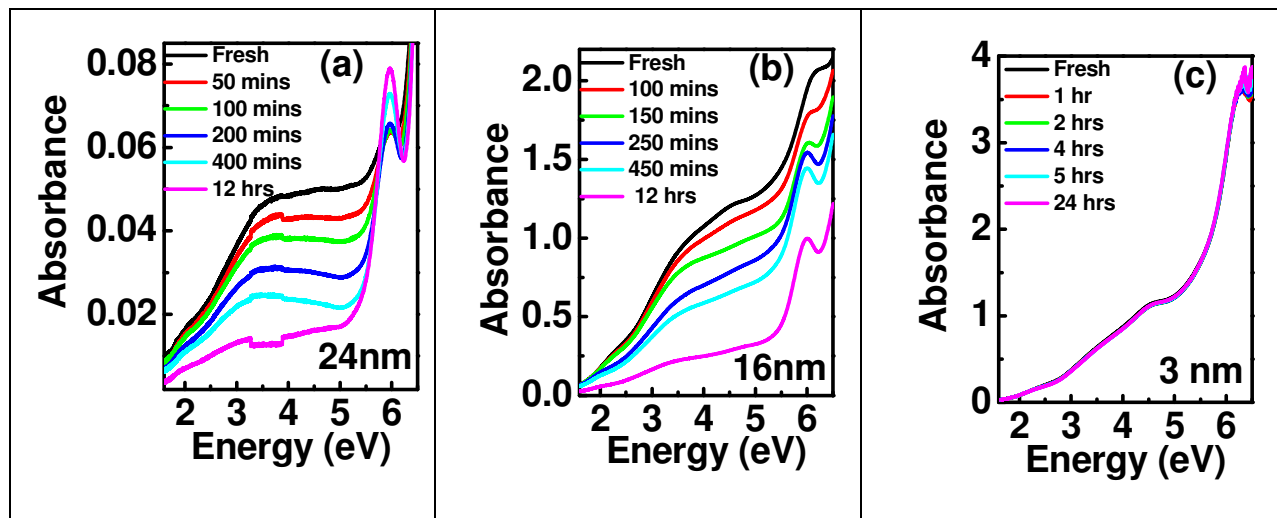 (a)
Fresh
50 mins
100 mins
200 mins
400 mins
12 hrs
0.08
0.06
0.04
0.02
Absorbance
24nm
2 3 4 5 6
Energy (eV)
(b)
Fresh
100 mins
150 mins
250 mins
450 mins
12 hrs
2.0
1.5
1.0
0.5
0.0
Absorbance
16nm
2 3 4 5 6
Energy (eV)
(c)
Fresh
1 hr
2 hrs
4 hrs
5 hrs
24 hrs
4
3
2
1
0
Absorbance
3 nm
2 3 4 5 6
Energy (eV)